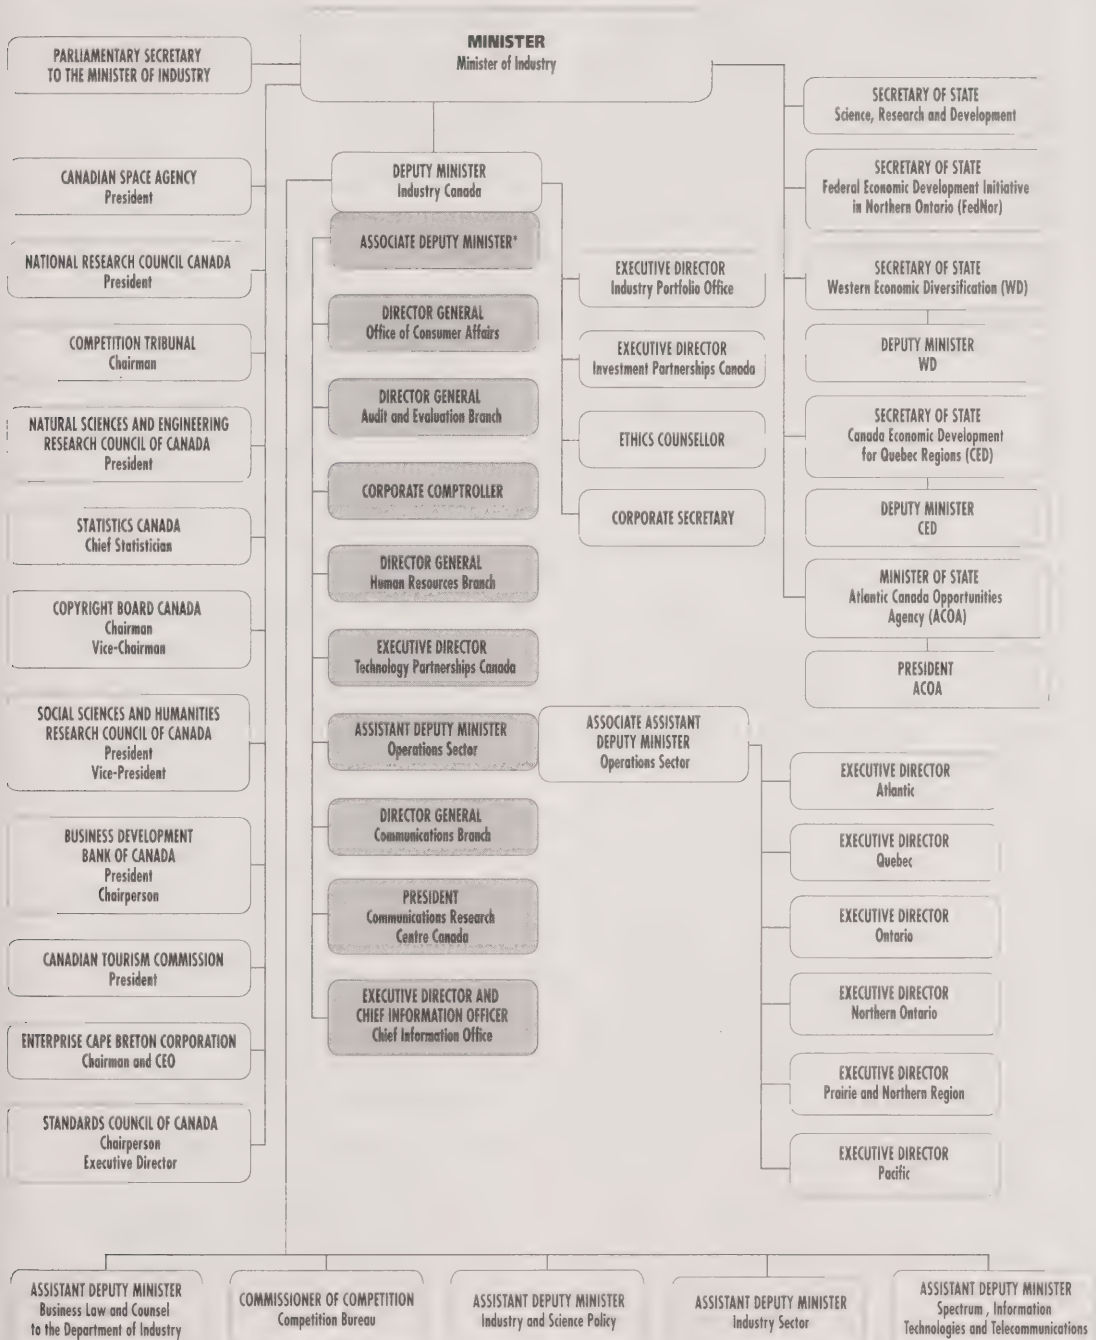 MINISTER
Minister of Industry
PARLIAMENTARY SECRETARY
TO THE MINISTER OF INDUSTRY
CANADIAN SPACE AGENCY
President
NATIONAL RESEARCH COUNCIL CANADA
President
COMPETITION TRIBUNAL
Chairman
NATURAL SCIENCES AND ENGINEERING
RESEARCH COUNCIL OF CANADA
President
STATISTICS CANADA
Chief Statistician
COPYRIGHT BOARD CANADA
Chairman
Vice-Chairman
SOCIAL SCIENCES AND HUMANITIES
RESEARCH COUNCIL OF CANADA
President
Vice-President
BUSINESS DEVELOPMENT
BANK OF CANADA
President
Chairperson
CANADIAN TOURISM COMMISSION
President
ENTERPRISE CAPE BRETON CORPORATION
Chairman and CEO
STANDARDS COUNCIL OF CANADA
Chairperson
Executive Director
DEPUTY MINISTER
Industry Canada
ASSOCIATE DEPUTY MINISTER*
DIRECTOR GENERAL
Office of Consumer Affairs
DIRECTOR GENERAL
Audit and Evaluation Branch
CORPORATE COMPTROLLER
DIRECTOR GENERAL
Human Resources Branch
EXECUTIVE DIRECTOR
Technology Partnerships Canada
ASSISTANT DEPUTY MINISTER
Operations Sector
DIRECTOR GENERAL
Communications Branch
PRESIDENT
Communications Research
Centre Canada
EXECUTIVE DIRECTOR AND
CHIEF INFORMATION OFFICER
Chief Information Office
EXECUTIVE DIRECTOR
Industry Portfolio Office
EXECUTIVE DIRECTOR
Investment Partnerships Canada
ETHICS COUNSELLOR
CORPORATE SECRETARY
ASSOCIATE ASSISTANT
DEPUTY MINISTER
Operations Sector
SECRETARY OF STATE
Science, Research and Development
SECRETARY OF STATE
Federal Economic Development Initiative
in Northern Ontario (FedNor)
SECRETARY OF STATE
Western Economic Diversification (WD)
DEPUTY MINISTER
WD
SECRETARY OF STATE
Canada Economic Development
for Quebec Regions (CED)
DEPUTY MINISTER
CED
MINISTER OF STATE
Atlantic Canada Opportunities
Agency (ACOA)
PRESIDENT
ACOA
EXECUTIVE DIRECTOR
Atlantic
EXECUTIVE DIRECTOR
Quebec
EXECUTIVE DIRECTOR
Ontario
EXECUTIVE DIRECTOR
Northern Ontario
EXECUTIVE DIRECTOR
Prairie and Northern Region
EXECUTIVE DIRECTOR
Pacific
ASSISTANT DEPUTY MINISTER
Business Law and Counsel
to the Department of Industry
COMMISSIONER OF COMPETITION
Competition Bureau
ASSISTANT DEPUTY MINISTER
Industry and Science Policy
ASSISTANT DEPUTY MINISTER
Industry Sector
ASSISTANT DEPUTY MINISTER
Spectrum , Information
Technologies and Telecommunications